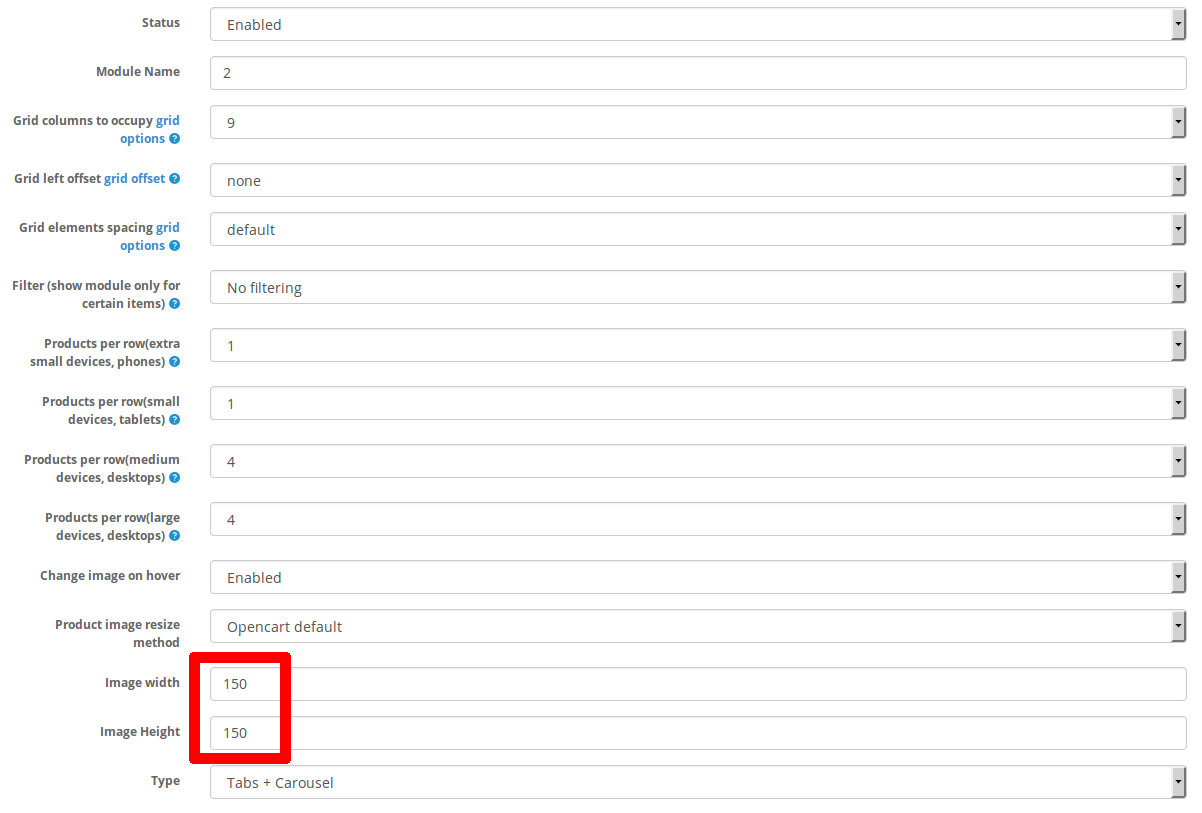 Status
Enabled
Module Name
2
Grid columns to occupy grid
options ?
9
Grid left offset grid offset ?
none
Grid elements spacing grid
options ?
default
Filter (show module only for
certain items) ?
No filtering
Products per row(extra
small devices, phones) ?
1
Products per row(small
devices, tablets) ?
1
Products per row(medium
devices, desktops) ?
4
Products per row(large
devices, desktops) ?
4
Change image on hover
Enabled
Product image resize
method
Opencart default
Image width
150
Image Height
150
Type
Tabs + Carousel